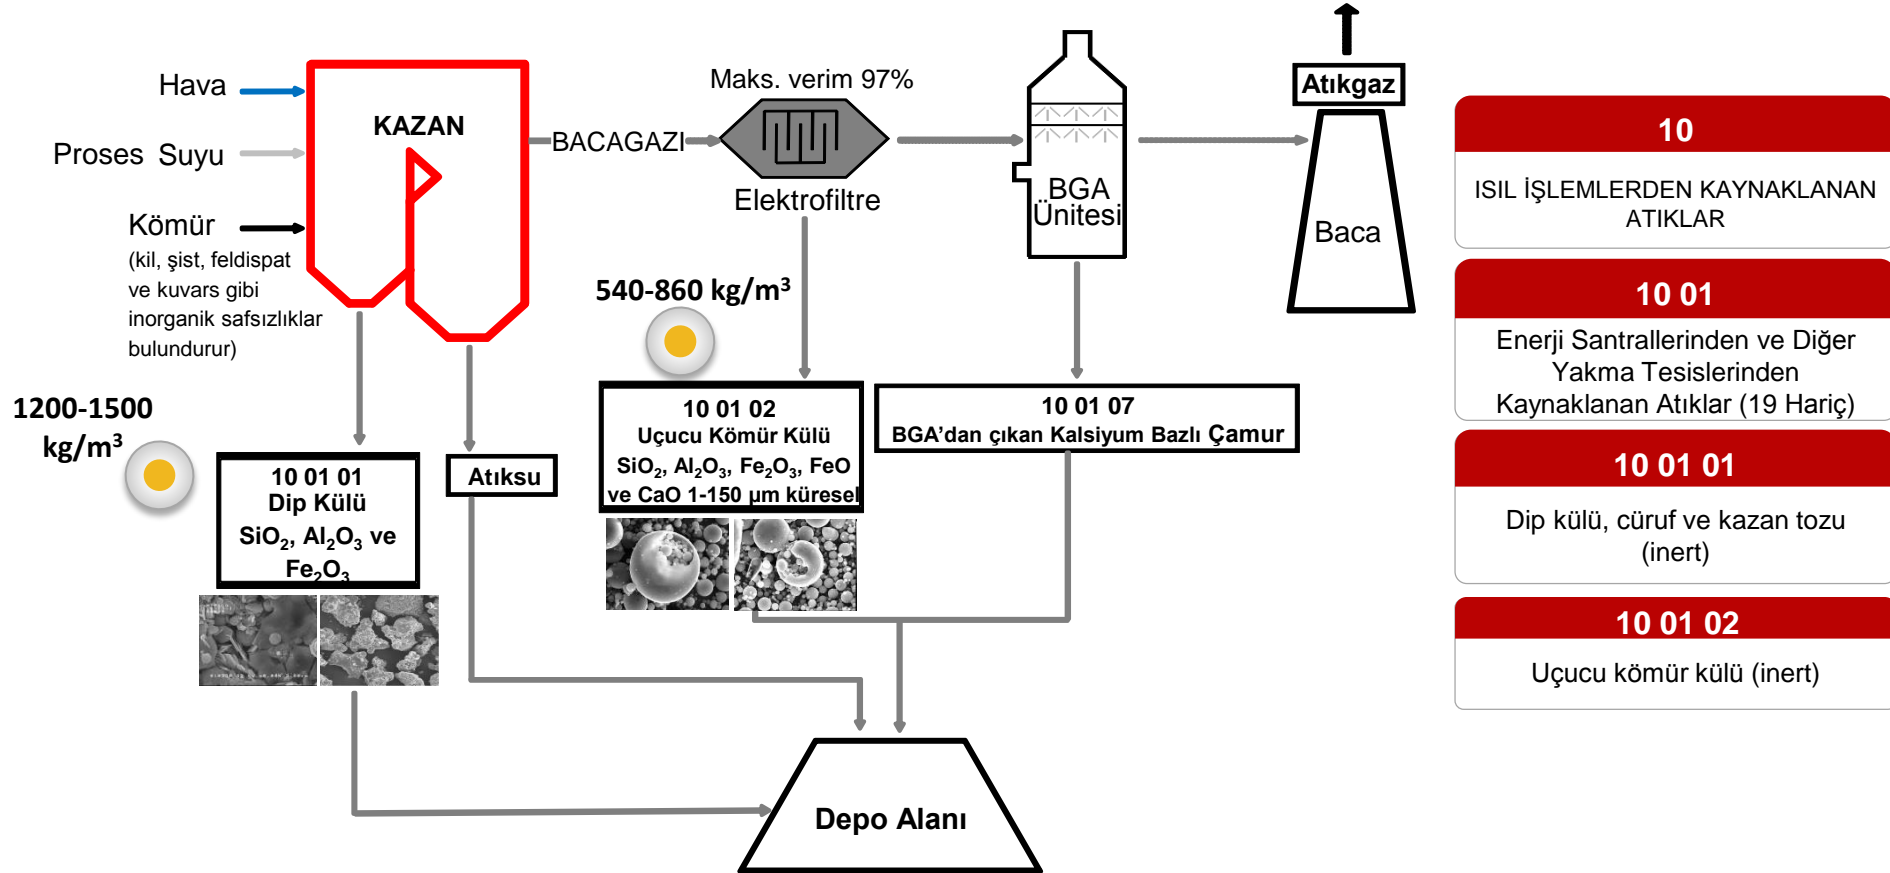 Hava
Proses Suyu
Kömür
(kil, şist, feldispat
ve kuvars gibi
inorganik safsızlıklar
bulundurur)
KAZAN
BACAGAZI
Maks. verim 97%
Elektrofiltre
BGA
Ünitesi
Atıkgaz
Baca
1200-1500
kg/m³
540-860 kg/m³
10 01 01
Dip Külü
SiO₂, Al₂O₃ ve
Fe₂O₃
Atıksu
10 01 02
Uçucu Kömür Külü
SiO₂, Al₂O₃, Fe₂O₃, FeO
ve CaO 1-150 µm küresel
10 01 07
BGA’dan çıkan Kalsiyum Bazlı Çamur
Depo Alanı
10
ISIL İŞLEMLERDEN KAYNAKLANAN
ATIKLAR
10 01
Enerji Santrallerinden ve Diğer
Yakma Tesislerinden
Kaynaklanan Atıklar (19 Hariç)
10 01 01
Dip külü, cüruf ve kazan tozu
(inert)
10 01 02
Uçucu kömür külü (inert)